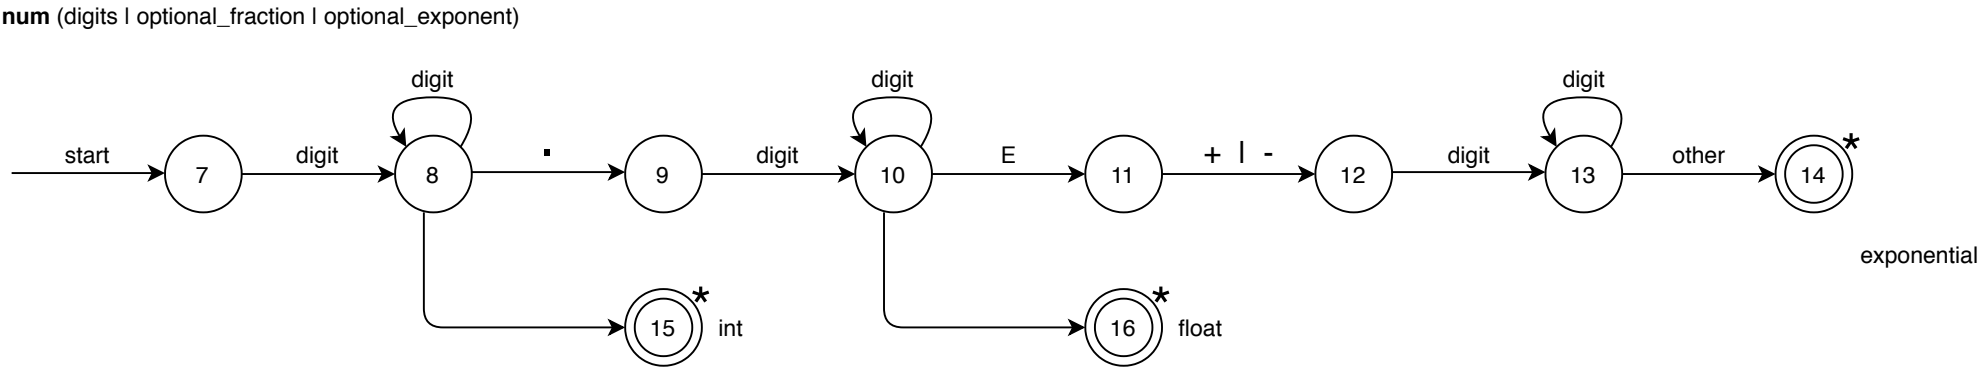 num (digits | optional_fraction | optional_exponent)
digit digit digit
start digit . digit E + | - digit other *
7 8 9 10 11 12 13 14
exponential
* *
15 int 16 float